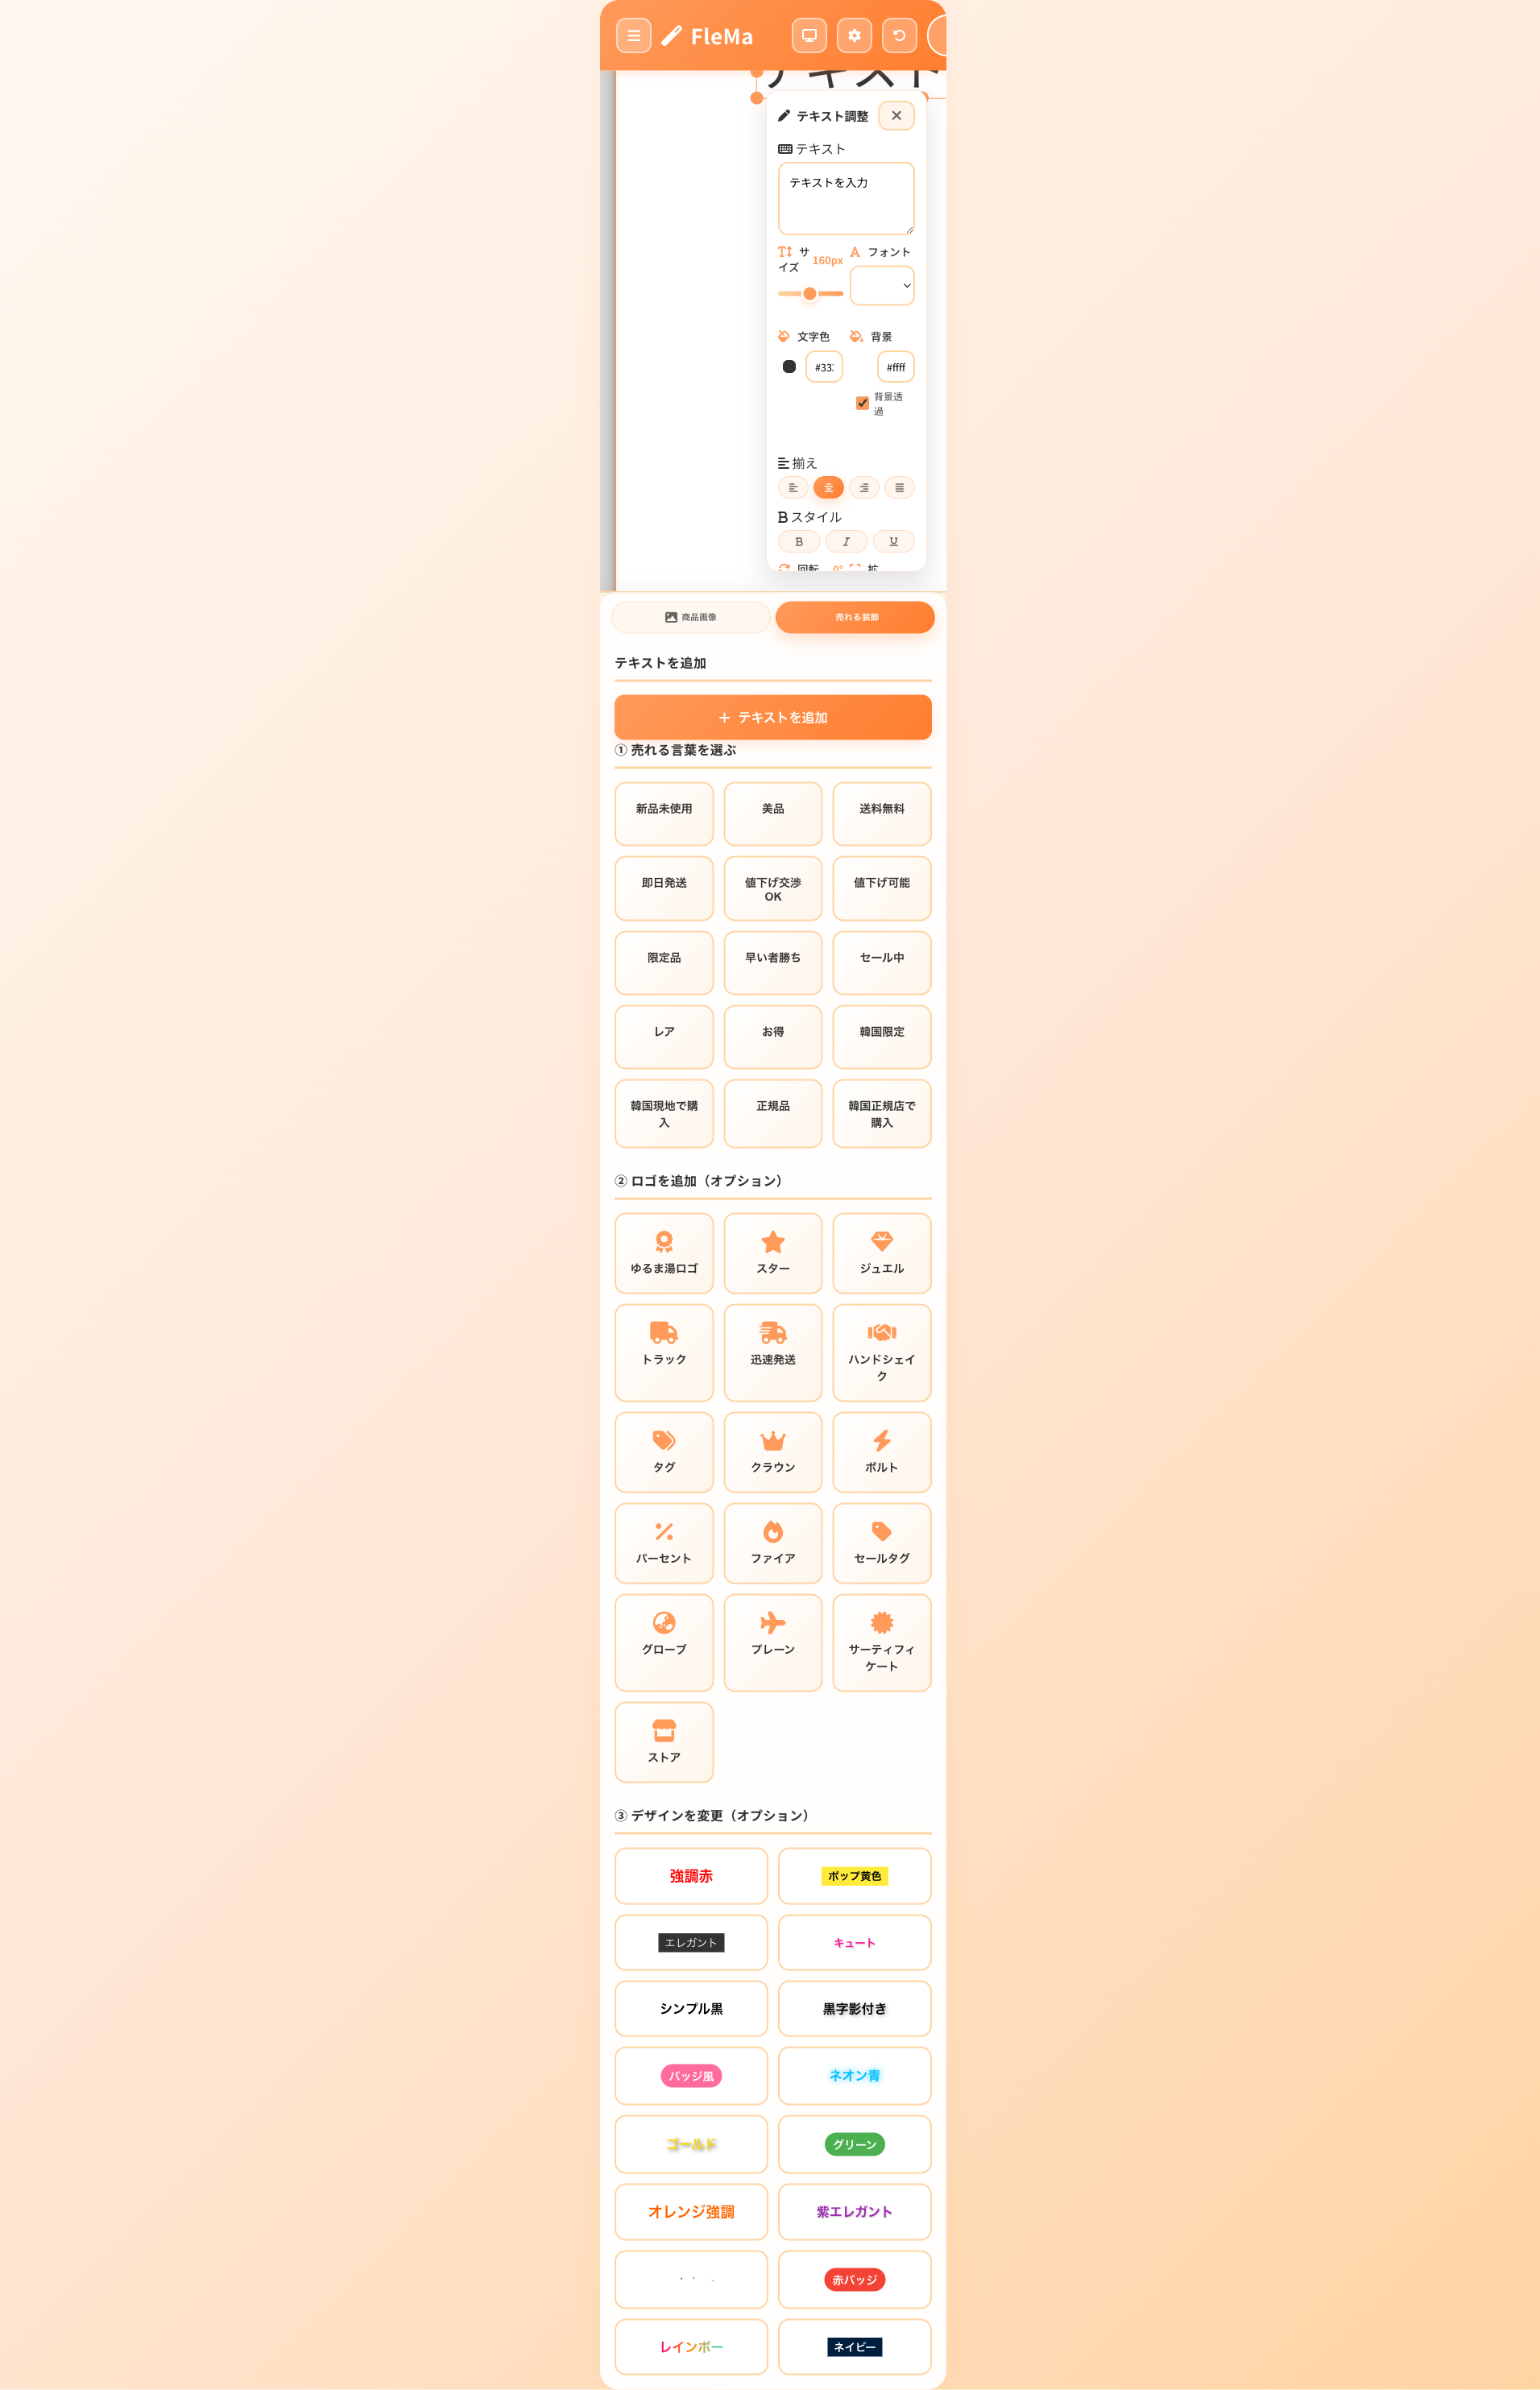 FleMa
テキスト
テキスト調整
テキスト
テキストを入力
サイズ 160px フォント
文字色 背景
#33 #ffff
背景透過
揃え
B スタイル
B I U
回転 0° 拡
商品画像 売れる装飾
テキストを追加
+ テキストを追加
① 売れる言葉を選ぶ
新品未使用 美品 送料無料
即日発送 値下げ交渉OK 値下げ可能
限定品 早い者勝ち セール中
レア お得 韓国限定
韓国現地で購入 正規品 韓国正規店で購入
② ロゴを追加（オプション）
ゆるま湯ロゴ スター ジュエル
トラック 迅速発送 ハンドシェイク
タグ クラウン ボルト
パーセント ファイア セールタグ
グローブ プレーン サーティフィケート
ストア
③ デザインを変更（オプション）
強調赤 ポップ黄色
エレガント キュート
シンプル黒 黒字影付き
バッジ風 ネオン青
ゴールド グリーン
オレンジ強調 紫エレガント
赤バッジ
レインボー ネイビー